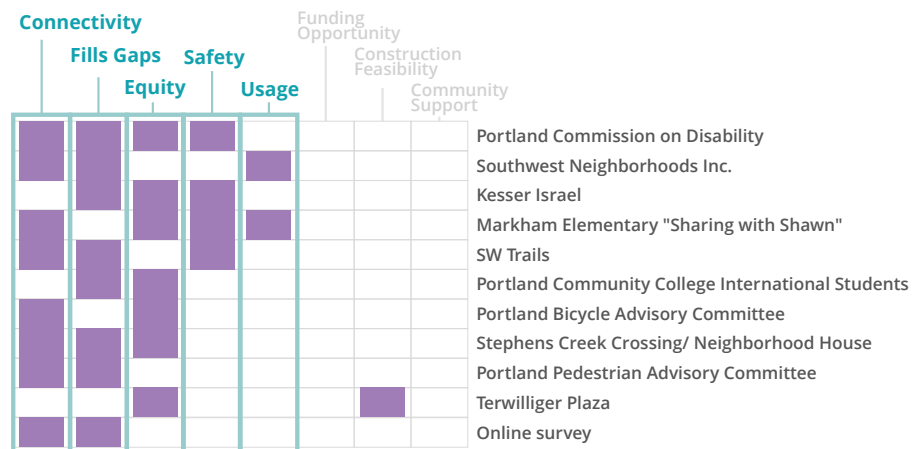 Connectivity
Fills Gaps
Equity
Safety
Usage
Funding
Opportunity
Construction
Feasibility
Community
Support
Portland Commission on Disability
Southwest Neighborhoods Inc.
Kesser Israel
Markham Elementary "Sharing with Shawn"
SW Trails
Portland Community College International Students
Portland Bicycle Advisory Committee
Stephens Creek Crossing/ Neighborhood House
Portland Pedestrian Advisory Committee
Terwilliger Plaza
Online survey